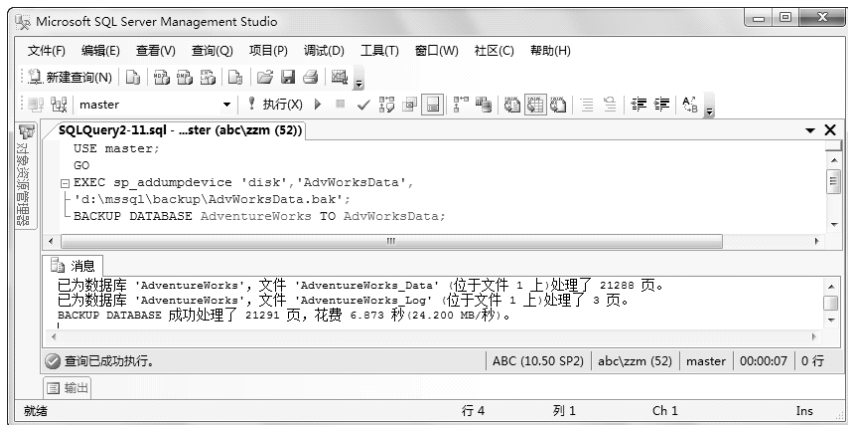 Microsoft SQL Server Management Studio
文件(F) 编辑(E) 查看(V) 查询(Q) 项目(P) 调试(D) 工具(T) 窗口(W) 社区(C) 帮助(H)
新建查询(N)
master 执行(X)
SQLQuery2-11.sql - ...ster (abc\zzm (52))
对象资源管理器
USE master;
GO
EXEC sp_addumpdevice 'disk','AdvWorksData',
'd:\mssql\backup\AdvWorksData.bak';
BACKUP DATABASE AdventureWorks TO AdvWorksData;
消息
已为数据库 'AdventureWorks'，文件 'AdventureWorks_Data' (位于文件 1 上)处理了 21288 页。
已为数据库 'AdventureWorks'，文件 'AdventureWorks_Log' (位于文件 1 上)处理了 3 页。
BACKUP DATABASE 成功处理了 21291 页，花费 6.873 秒(24.200 MB/秒)。
查询已成功执行。 ABC (10.50 SP2) abc\zzm (52) master 00:00:07 0 行
输出
就绪 行 4 列 1 Ch 1 Ins